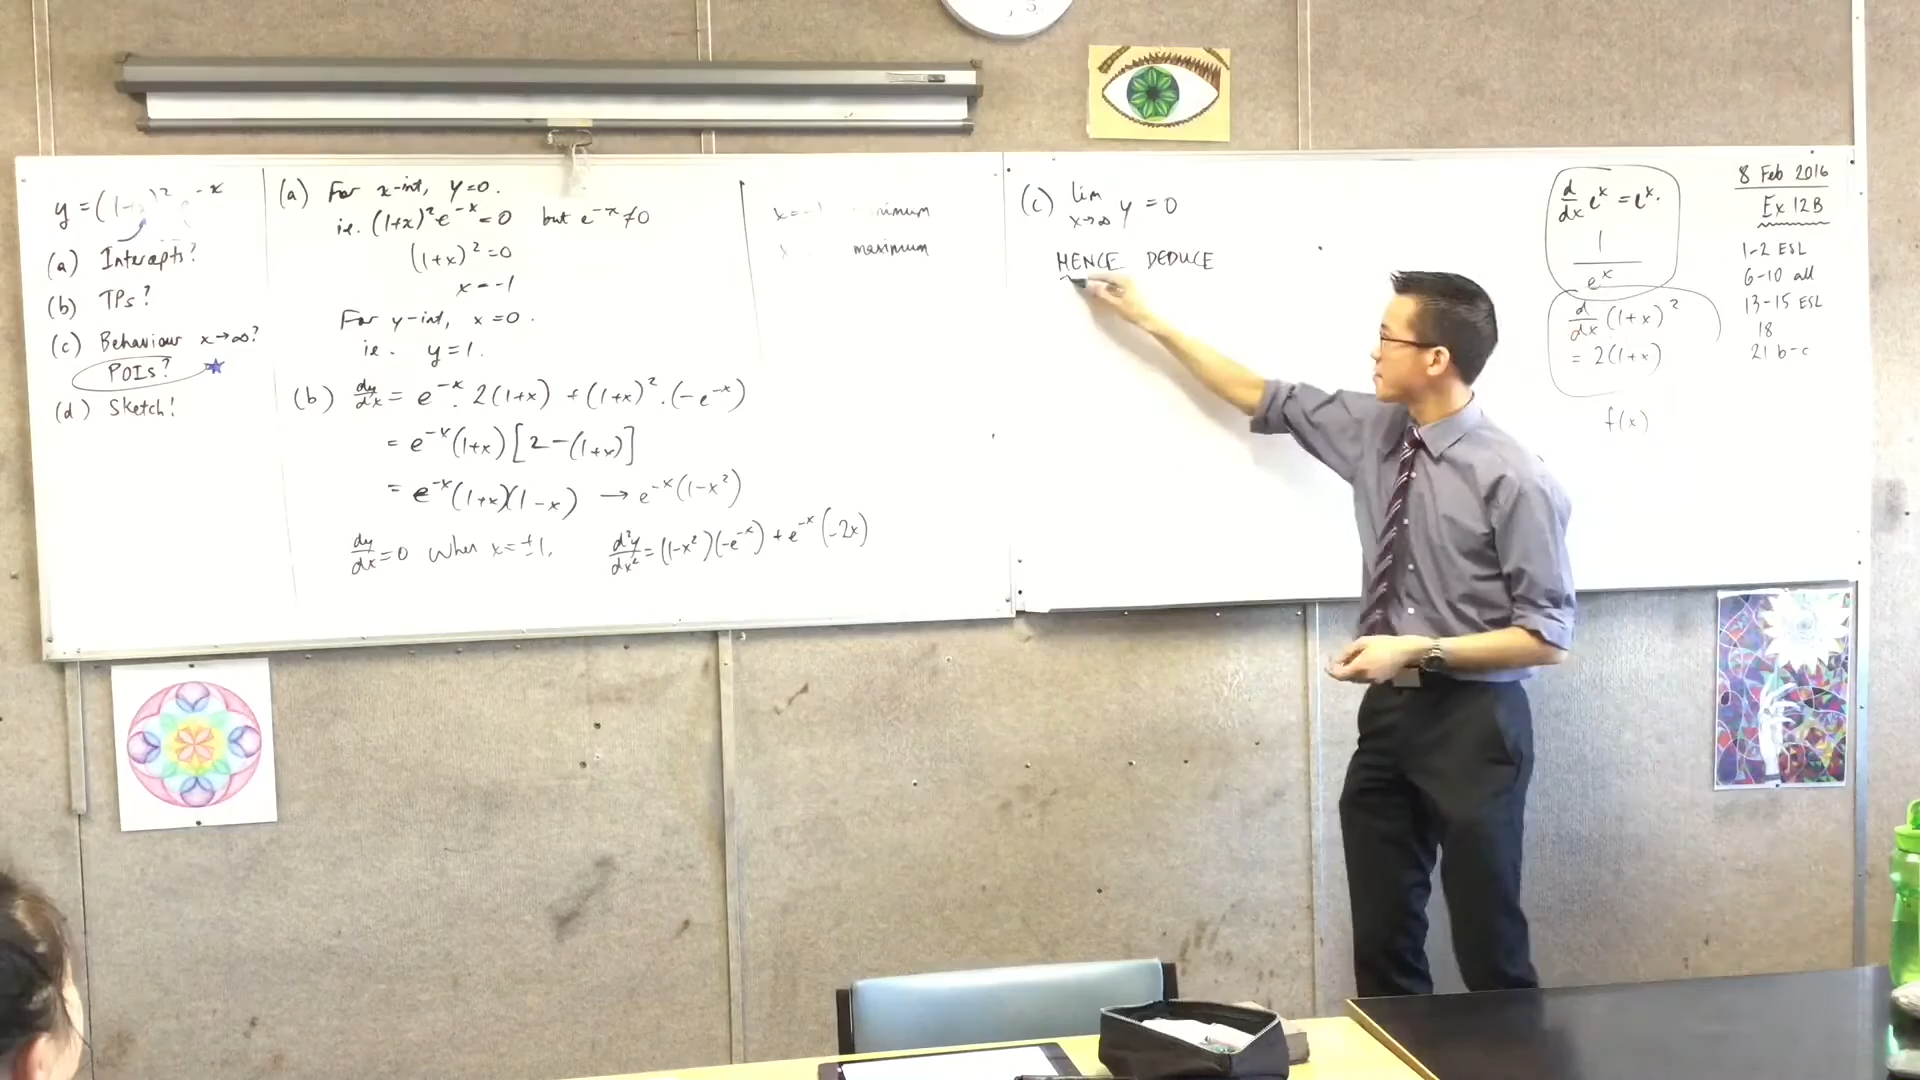 y = (1+x)² e^-x
(a) Intercepts?
(b) TPs?
(c) Behaviour x→∞?
POIs? ★
(d) Sketch!
(a) For x-int, y=0.
ie. (1+x)² e^-x = 0 but e^-x ≠ 0
(1+x)² = 0
x = -1
For y-int, x = 0.
ie. y = 1.
(b) dy/dx = e^-x . 2(1+x) + (1+x)² . (-e^-x)
= e^-x (1+x) [2 - (1+x)]
= e^-x (1+x)(1-x) → e^-x (1-x²)
dy/dx = 0 when x = ±1. d²y/dx² = (1-x²)(-e^-x) + e^-x (-2x)
x = -1
maximum
(c) lim x→∞ y = 0
HENCE DEDUCE
d/dx e^x = e^x.
1/e^x
d/dx (1+x)²
= 2(1+x)
f(x)
8 Feb 2016
Ex 12B
1-2 ESL
6-10 all
13-15 ESL
18
21 b-c